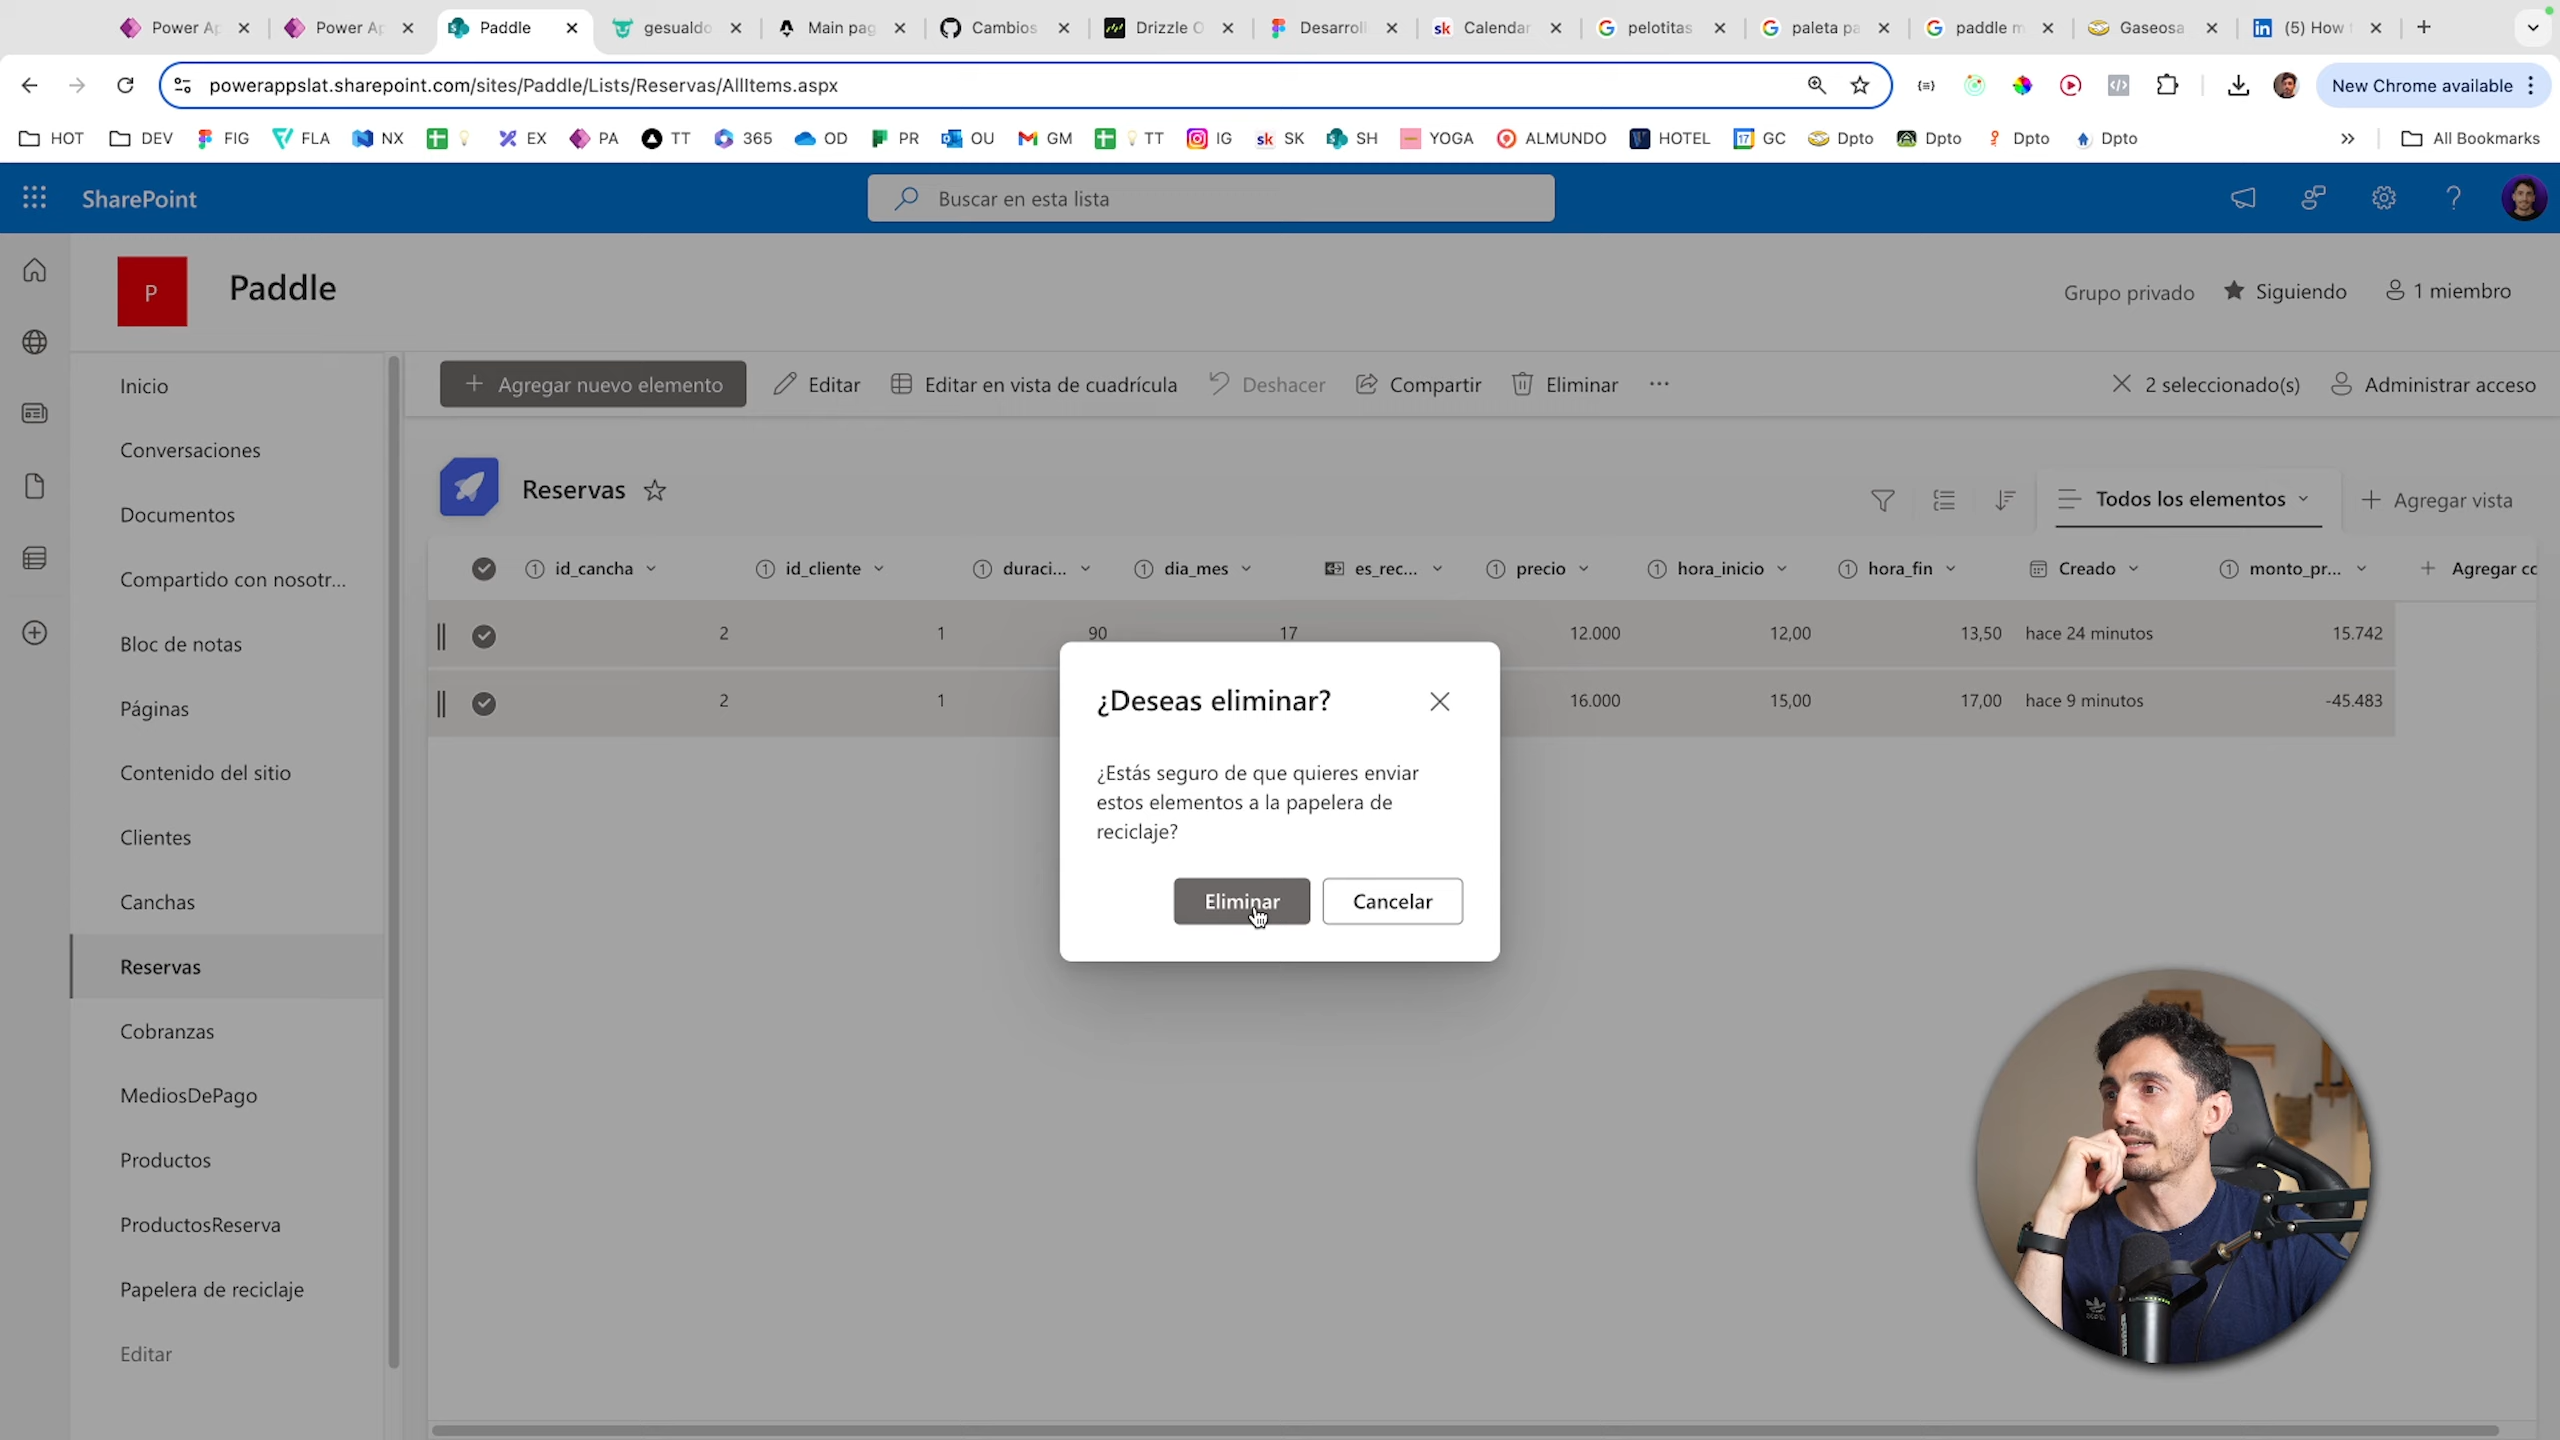 Power Ap
Power Ap
Paddle
gesualdo
Main pag
Cambios
Drizzle O
Desarroll
Calendar
pelotitas
paleta pa
paddle m
Gaseosa
(5) How
powerappslat.sharepoint.com/sites/Paddle/Lists/Reservas/AllItems.aspx
New Chrome available
HOT
DEV
FIG
FLA
NX
EX
PA
TT
365
OD
PR
OU
GM
TT
IG
SK
SH
YOGA
ALMUNDO
HOTEL
GC
Dpto
Dpto
Dpto
Dpto
All Bookmarks
SharePoint
Buscar en esta lista
P
Paddle
Grupo privado
Siguiendo
1 miembro
Inicio
Conversaciones
Documentos
Compartido con nosotr...
Bloc de notas
Páginas
Contenido del sitio
Clientes
Canchas
Reservas
Cobranzas
MediosDePago
Productos
ProductosReserva
Papelera de reciclaje
Editar
Agregar nuevo elemento
Editar
Editar en vista de cuadrícula
Deshacer
Compartir
Eliminar
2 seleccionado(s)
Administrar acceso
Reservas
Todos los elementos
Agregar vista
id_cancha
id_cliente
duraci...
dia_mes
es_rec...
precio
hora_inicio
hora_fin
Creado
monto_pr...
Agregar co
2 1 90 17 12.000 12,00 13,50 hace 24 minutos 15.742
2 1 16.000 15,00 17,00 hace 9 minutos -45.483
¿Deseas eliminar?
¿Estás seguro de que quieres enviar
estos elementos a la papelera de
reciclaje?
Eliminar
Cancelar